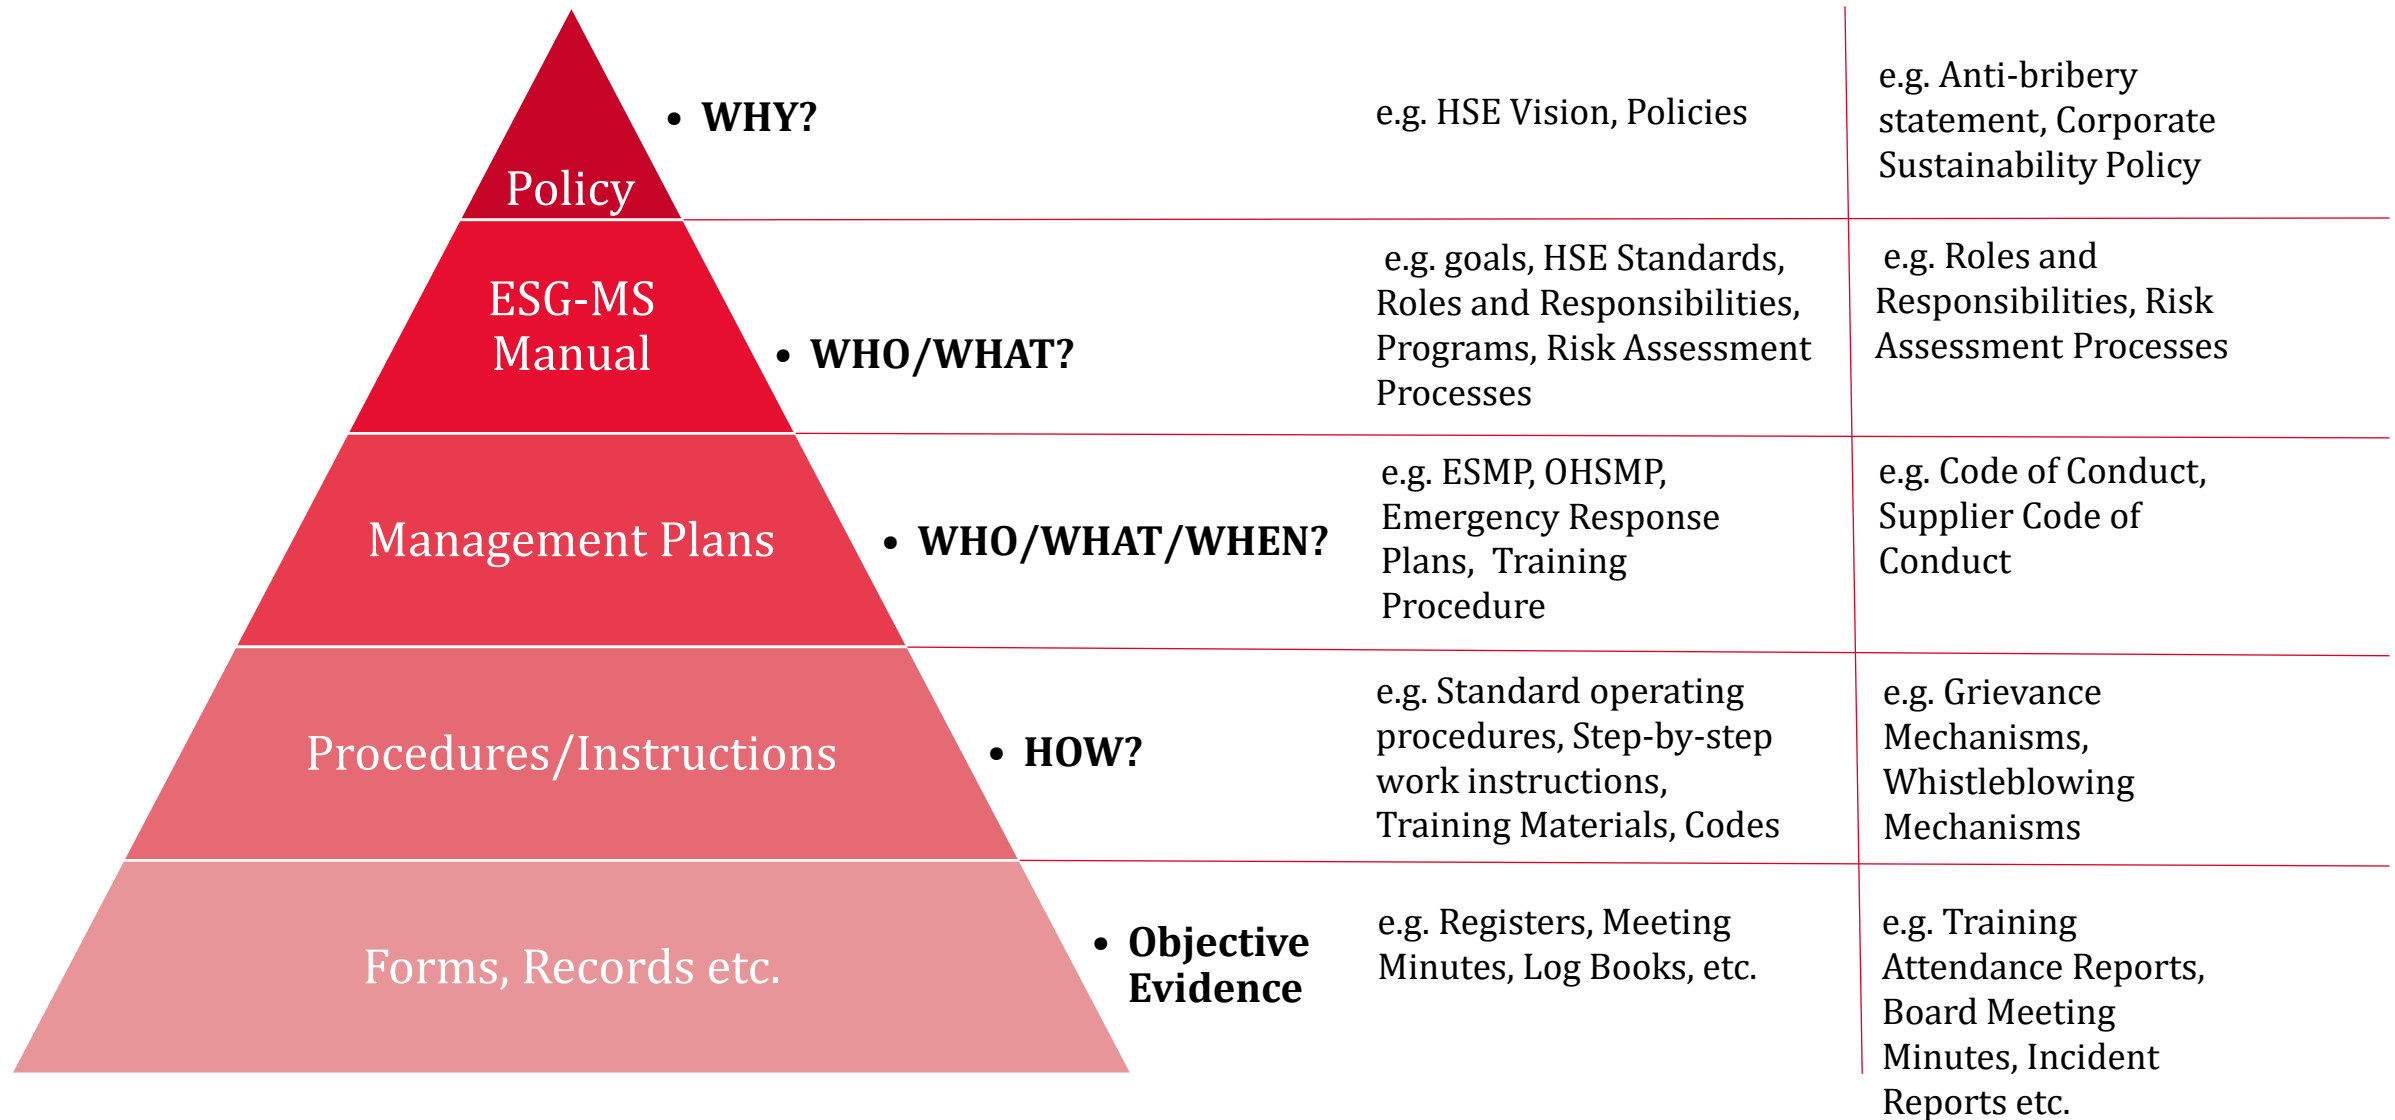 Policy
• WHY?
e.g. HSE Vision, Policies
e.g. Anti-bribery
statement, Corporate
Sustainability Policy
ESG-MS
Manual
• WHO/WHAT?
e.g. goals, HSE Standards,
Roles and Responsibilities,
Programs, Risk Assessment
Processes
e.g. Roles and
Responsibilities, Risk
Assessment Processes
Management Plans
• WHO/WHAT/WHEN?
e.g. ESMP, OHSMP,
Emergency Response
Plans, Training
Procedure
e.g. Code of Conduct,
Supplier Code of
Conduct
Procedures/Instructions
• HOW?
e.g. Standard operating
procedures, Step-by-step
work instructions,
Training Materials, Codes
e.g. Grievance
Mechanisms,
Whistleblowing
Mechanisms
Forms, Records etc.
• Objective
Evidence
e.g. Registers, Meeting
Minutes, Log Books, etc.
e.g. Training
Attendance Reports,
Board Meeting
Minutes, Incident
Reports etc.